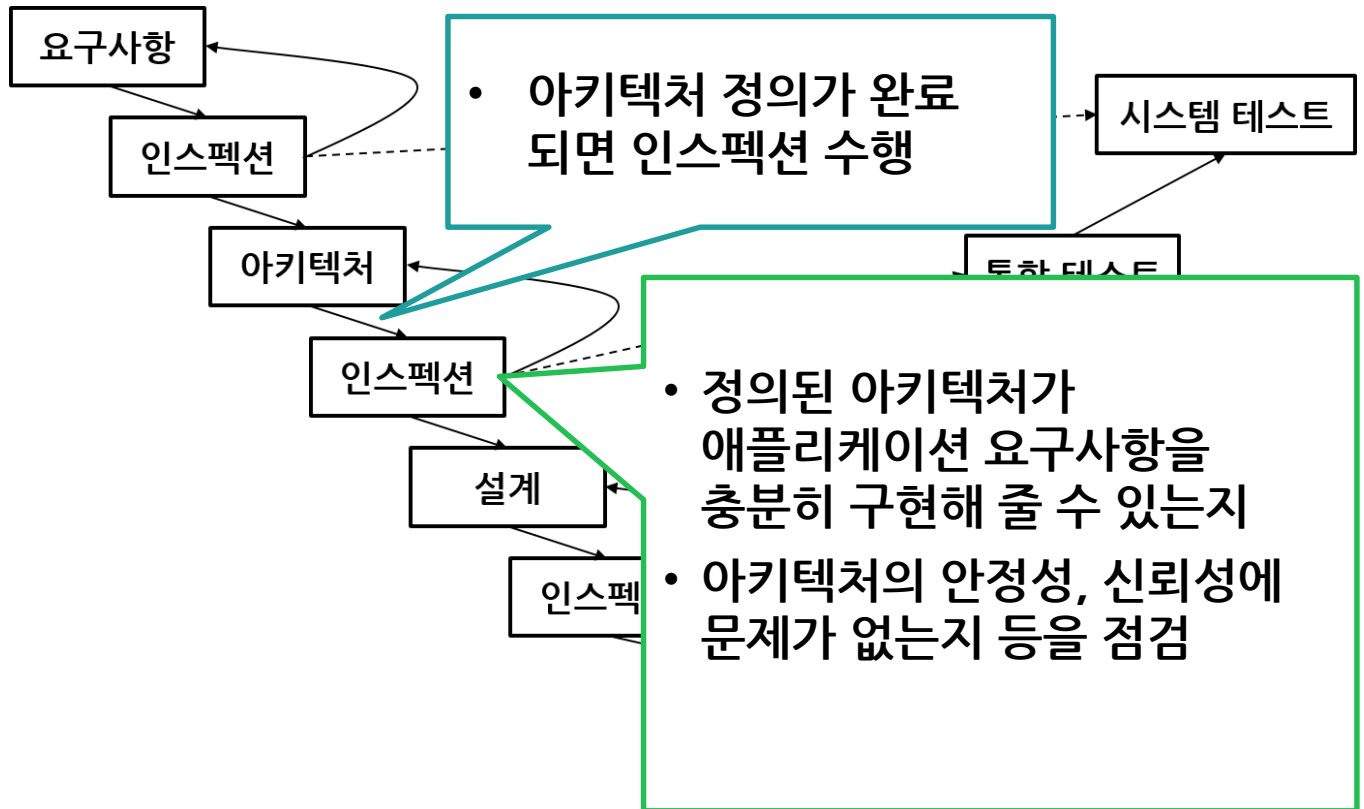 요구사항
• 아키텍처 정의가 완료
되면 인스펙션 수행
시스템 테스트
인스펙션
아키텍처
인스펙션
• 정의된 아키텍처가
애플리케이션 요구사항을
충분히 구현해 줄 수 있는지
설계
• 아키텍처의 안정성, 신뢰성에
문제가 없는지 등을 점검